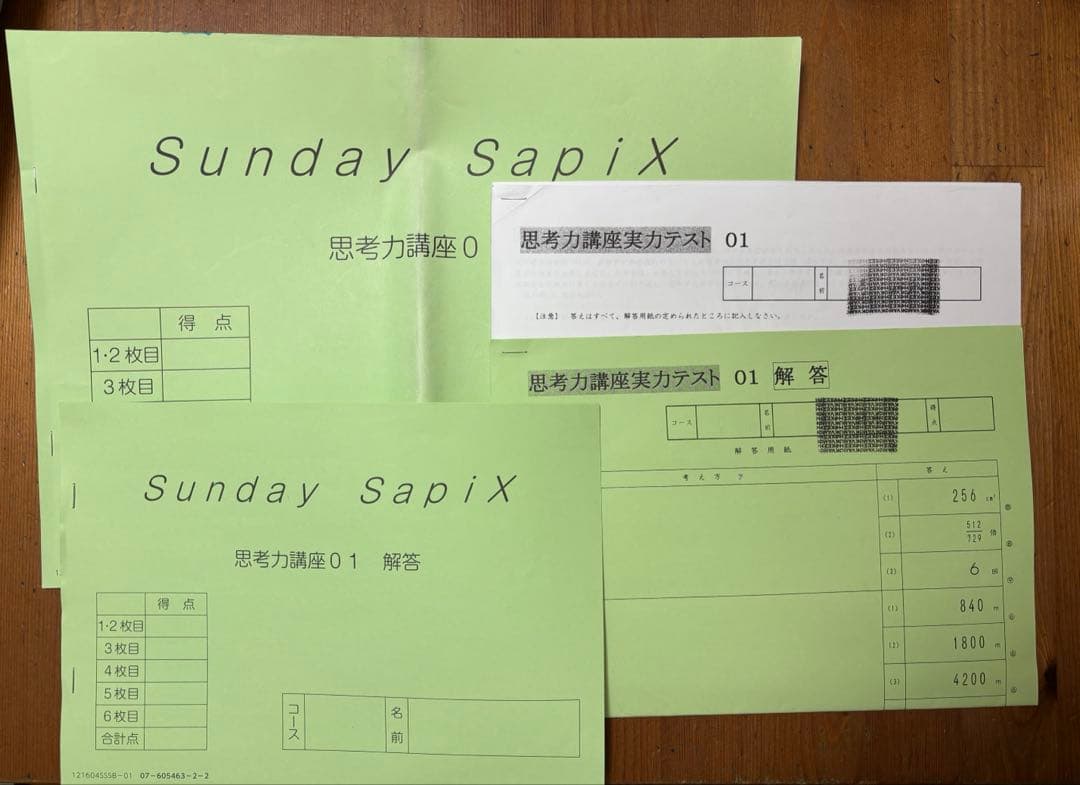 Sunday SapiX
思考力講座0
得 点
1・2枚目
3枚目
思考力講座実力テスト 01
コース
名前
【注意】 答えはすべて、解答用紙の定められたところに記入しなさい。
思考力講座実力テスト 01 解 答
コース
名前
得点
解 答 用 紙
考 え 方
答 え
(1) 256 cm²
(2) 512/729 倍
(3) 6 回
(1) 840 m
(2) 1800 m
(3) 4200 m
Sunday SapiX
思考力講座01 解答
得 点
1・2枚目
3枚目
4枚目
5枚目
6枚目
合計点
コース
名前
121604SSSB-01 07-605463-2-2